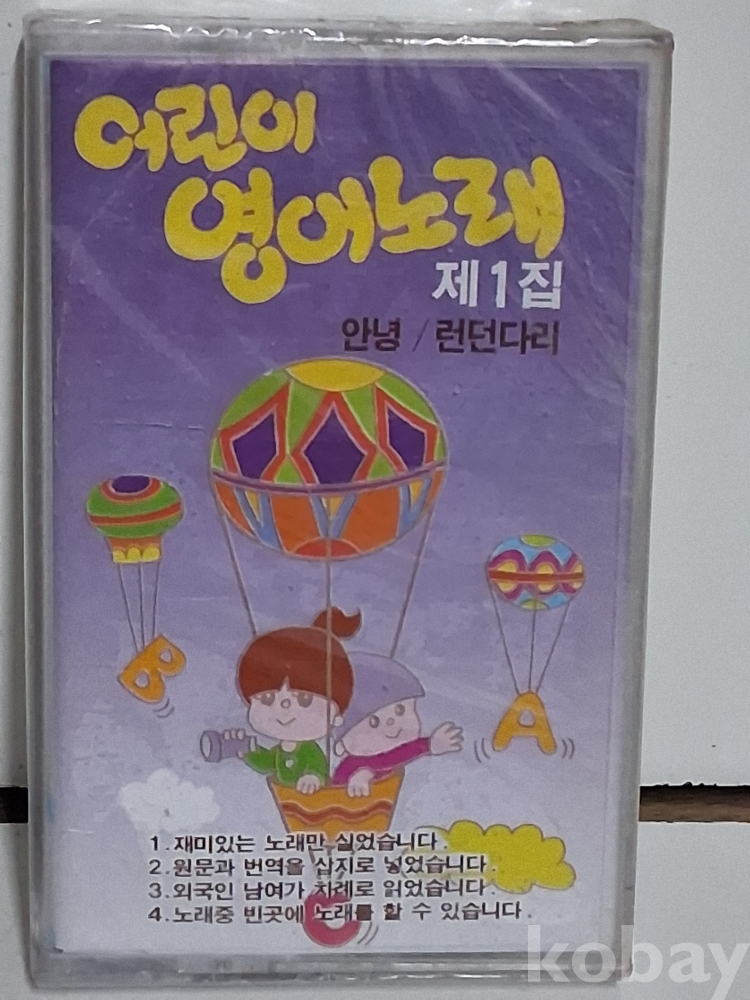 어린이
영어노래
제1집
안녕 / 런던다리
B
A
1.재미있는 노래만 실었습니다.
2.원문과 번역을 삽지로 넣었습니다.
3.외국인 남여가 차례로 읽었습니다.
4.노래중 빈곳에 노래를 할 수 있습니다.
C
kobay